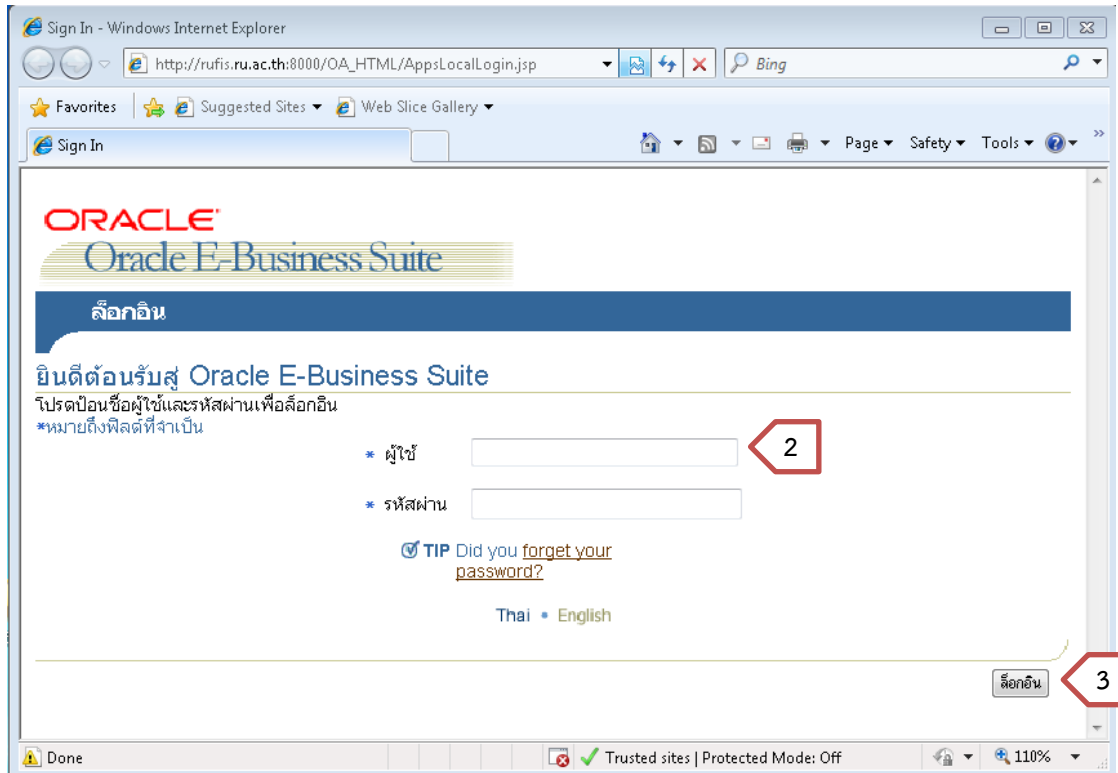 Sign In - Windows Internet Explorer
http://rufis.ru.ac.th:8000/OA_HTML/AppsLocalLogin.jsp Bing
Favorites Suggested Sites Web Slice Gallery
Sign In Page Safety Tools
ORACLE
Oracle E-Business Suite
ล็อกอิน
ยินดีต้อนรับสู่ Oracle E-Business Suite
โปรดป้อนชื่อผู้ใช้และรหัสผ่านเพื่อล็อกอิน
*หมายถึงฟิลด์ที่จำเป็น
* ผู้ใช้ 2
* รหัสผ่าน
TIP Did you forget your
password?
Thai • English
ล็อกอิน 3
Done Trusted sites | Protected Mode: Off 110%